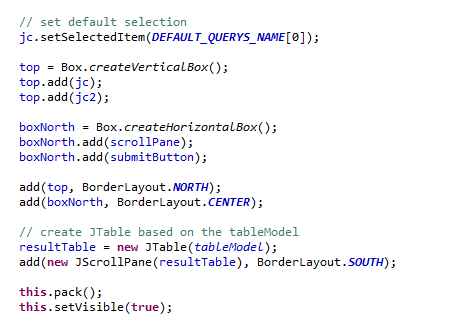 // set default selection
jc.setSelectedItem(DEFAULT_QUERYS_NAME[0]);
top = Box.createVerticalBox();
top.add(jc);
top.add(jc2);
boxNorth = Box.createHorizontalBox();
boxNorth.add(scrollPane);
boxNorth.add(submitButton);
add(top, BorderLayout.NORTH);
add(boxNorth, BorderLayout.CENTER);
// create JTable based on the tableModel
resultTable = new JTable(tableModel);
add(new JScrollPane(resultTable), BorderLayout.SOUTH);
this.pack();
this.setVisible(true);